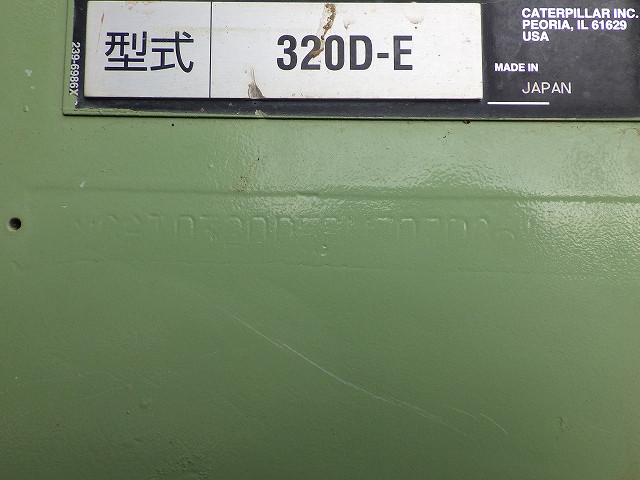 型式 320D-E
239-6986X
CATERPILLAR INC.
PEORIA, IL 61629
USA
MADE IN
JAPAN